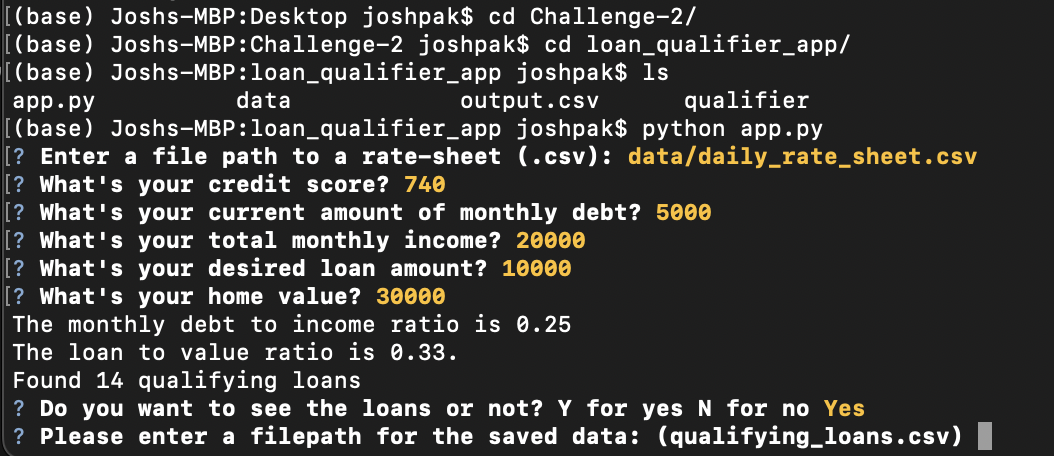 (base) Joshs-MBP:Desktop joshpak$ cd Challenge-2/
[(base) Joshs-MBP:Challenge-2 joshpak$ cd loan_qualifier_app/
[(base) Joshs-MBP:loan_qualifier_app joshpak$ ls
app.py data output.csv qualifier
[(base) Joshs-MBP:loan_qualifier_app joshpak$ python app.py
[? Enter a file path to a rate-sheet (.csv): data/daily_rate_sheet.csv
[? What's your credit score? 740
[? What's your current amount of monthly debt? 5000
[? What's your total monthly income? 20000
[? What's your desired loan amount? 10000
[? What's your home value? 30000
The monthly debt to income ratio is 0.25
The loan to value ratio is 0.33.
Found 14 qualifying loans
? Do you want to see the loans or not? Y for yes N for no Yes
? Please enter a filepath for the saved data: (qualifying_loans.csv)